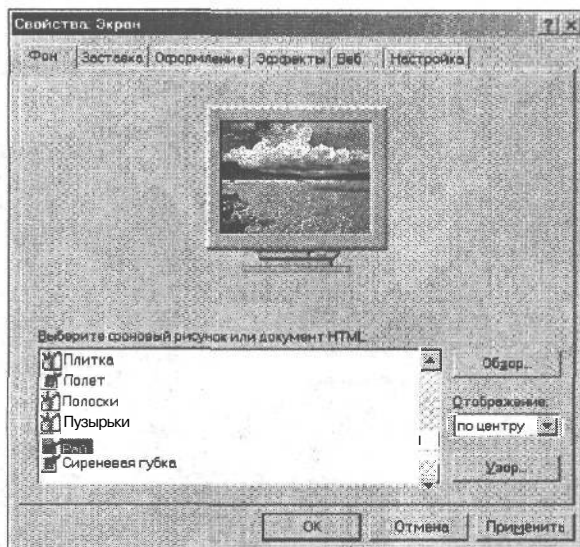 Свойства: Экран
Фон Заставка Оформление Эффекты Веб Настройка
Выберите фоновый рисунок или документ HTML:
Плитка
Полет
Полоски
Пузырьки
Рай
Сиреневая губка
Обзор...
Отображение:
по центру
Узор...
ОК Отмена Применить